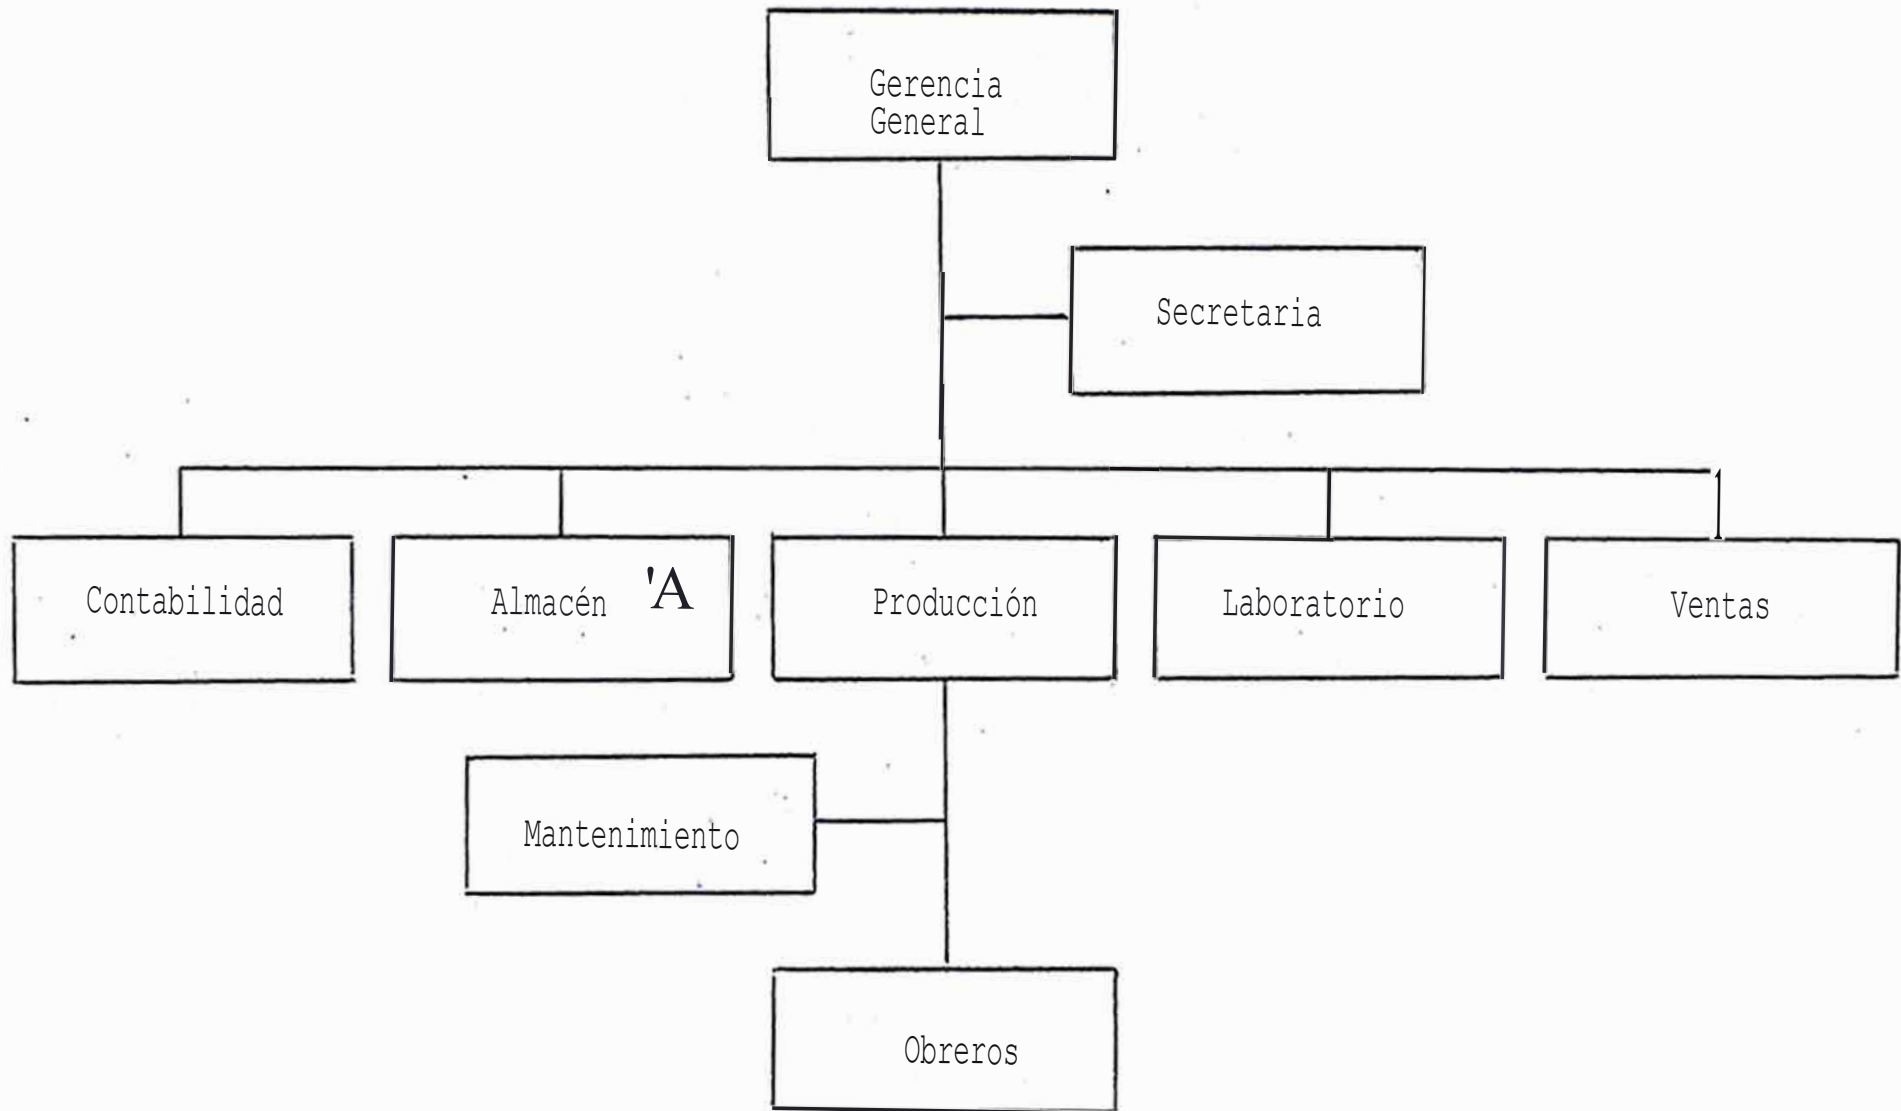 Gerencia
General
Secretaria
Contabilidad
Almacén 'A
Producción
Laboratorio
Ventas
Mantenimiento
Obreros